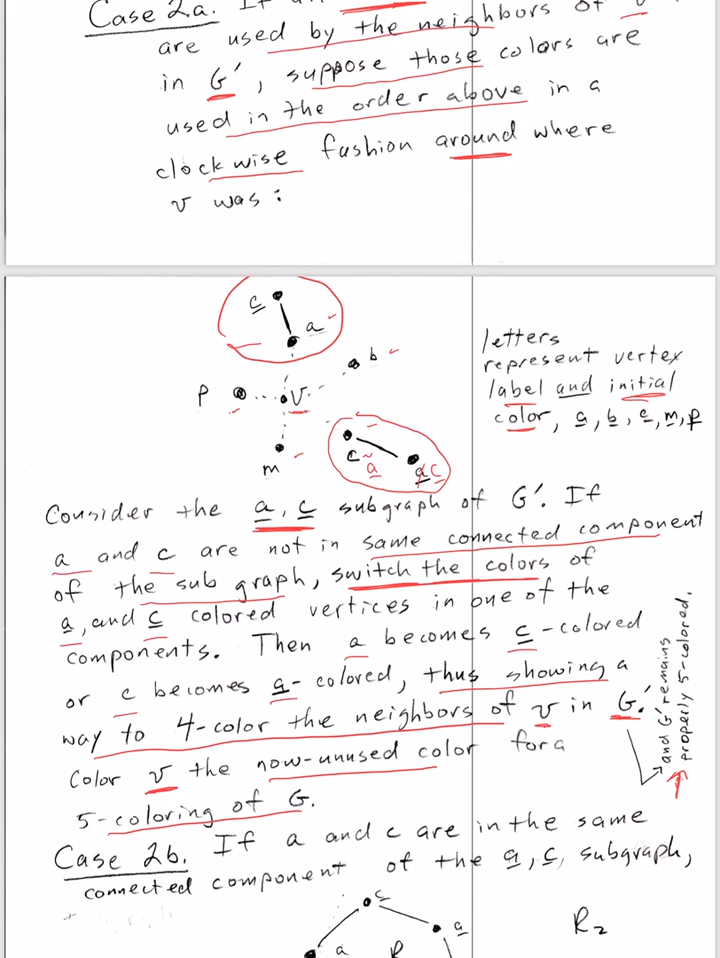 Case 2a. If
are used by the neighbors of v
in G', suppose those colors are
used in the order above in a
clockwise fashion around where
v was:
c
a
b
p
v
m
c a
a c
letters
represent vertex
label and initial
color, a, b, c, m, p
Consider the a, c subgraph of G'. If
a and c are not in same connected component
of the subgraph, switch the colors of
a, and c colored vertices in one of the
components. Then a becomes c-colored
or c becomes a-colored, thus showing a
way to 4-color the neighbors of v in G'.
and G' remains
properly 5-colored.
Color v the now-unused color for a
5-coloring of G.
Case 2b. If a and c are in the same
connected component of the a, c, subgraph,
c
a
a
R
R2